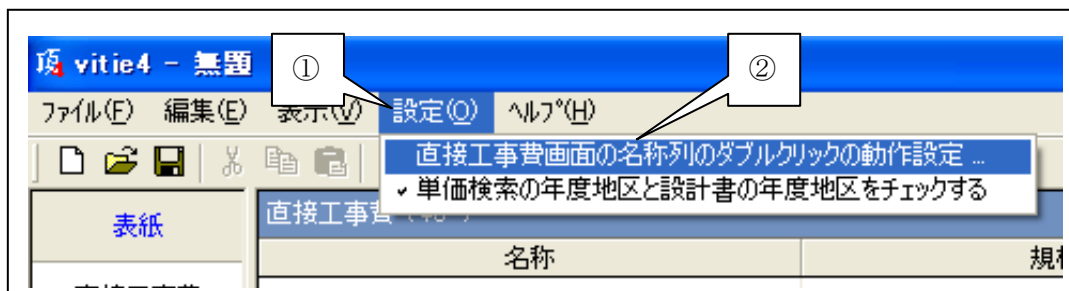 頂 vitie4 - 無題
①
②
ファイル(F) 編集(E) 表示(V) 設定(O) ヘルプ(H)
直接工事費画面の名称列のダブルクリックの動作設定 ...
✓ 単価検索の年度地区と設計書の年度地区をチェックする
表紙
直接工事費
名称
規格